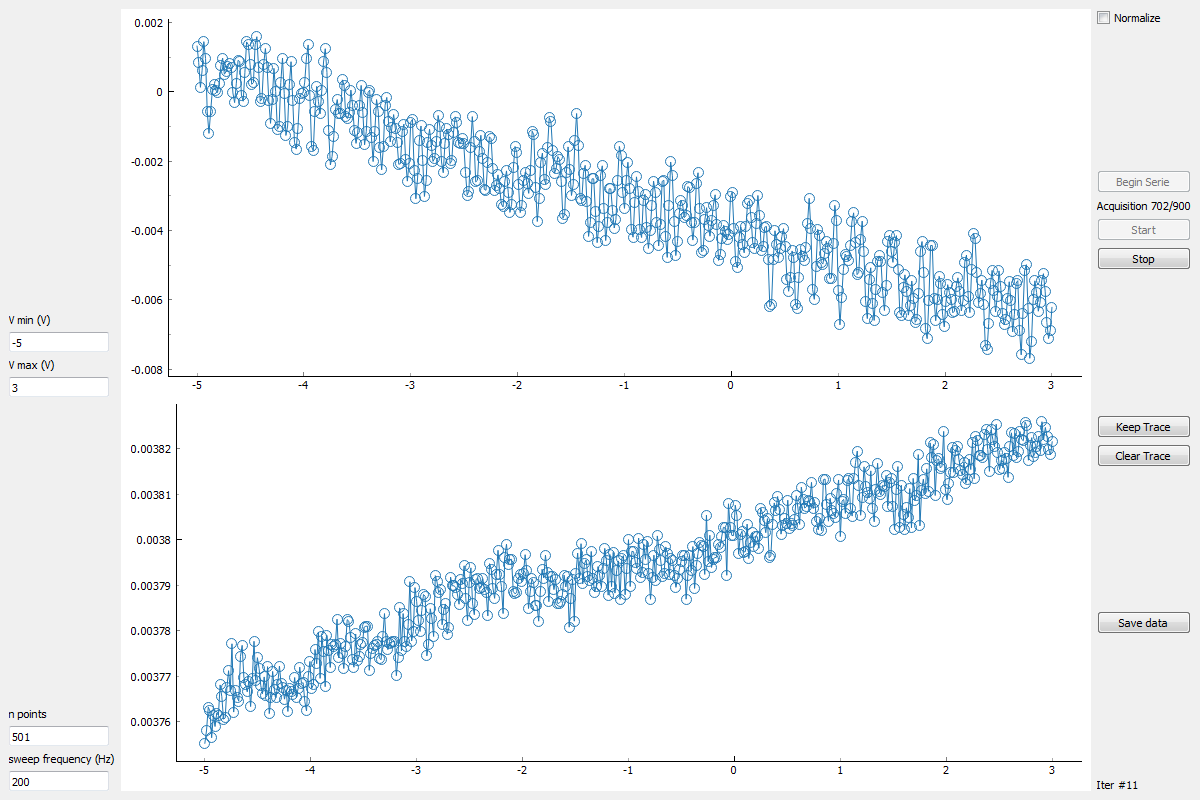 Normalize
Begin Serie
Acquisition 702/900
Start
Stop
V min (V)
-5
V max (V)
3
0.002
0
-0.002
-0.004
-0.006
-0.008
-5 -4 -3 -2 -1 0 1 2 3
Keep Trace
Clear Trace
0.00382
0.00381
0.0038
0.00379
0.00378
0.00377
0.00376
-5 -4 -3 -2 -1 0 1 2 3
Save data
n points
501
sweep frequency (Hz)
200
Iter #11